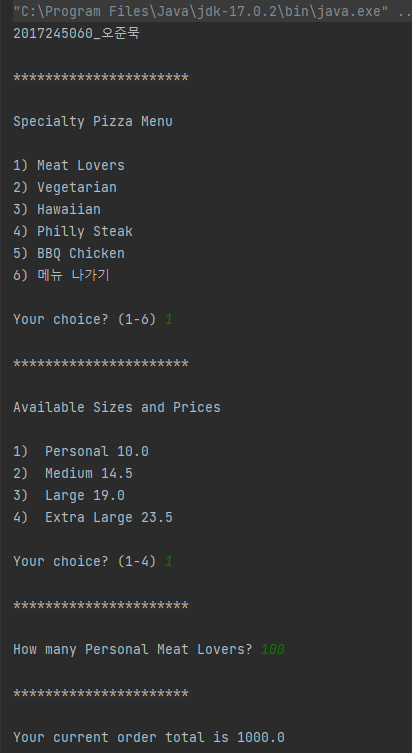 "C:\Program Files\Java\jdk-17.0.2\bin\java.exe" ..
2017245060_오준묵
**********************
Specialty Pizza Menu
1) Meat Lovers
2) Vegetarian
3) Hawaiian
4) Philly Steak
5) BBQ Chicken
6) 메뉴 나가기
Your choice? (1-6) 1
**********************
Available Sizes and Prices
1)  Personal 10.0
2)  Medium 14.5
3)  Large 19.0
4)  Extra Large 23.5
Your choice? (1-4) 1
**********************
How many Personal Meat Lovers? 100
**********************
Your current order total is 1000.0